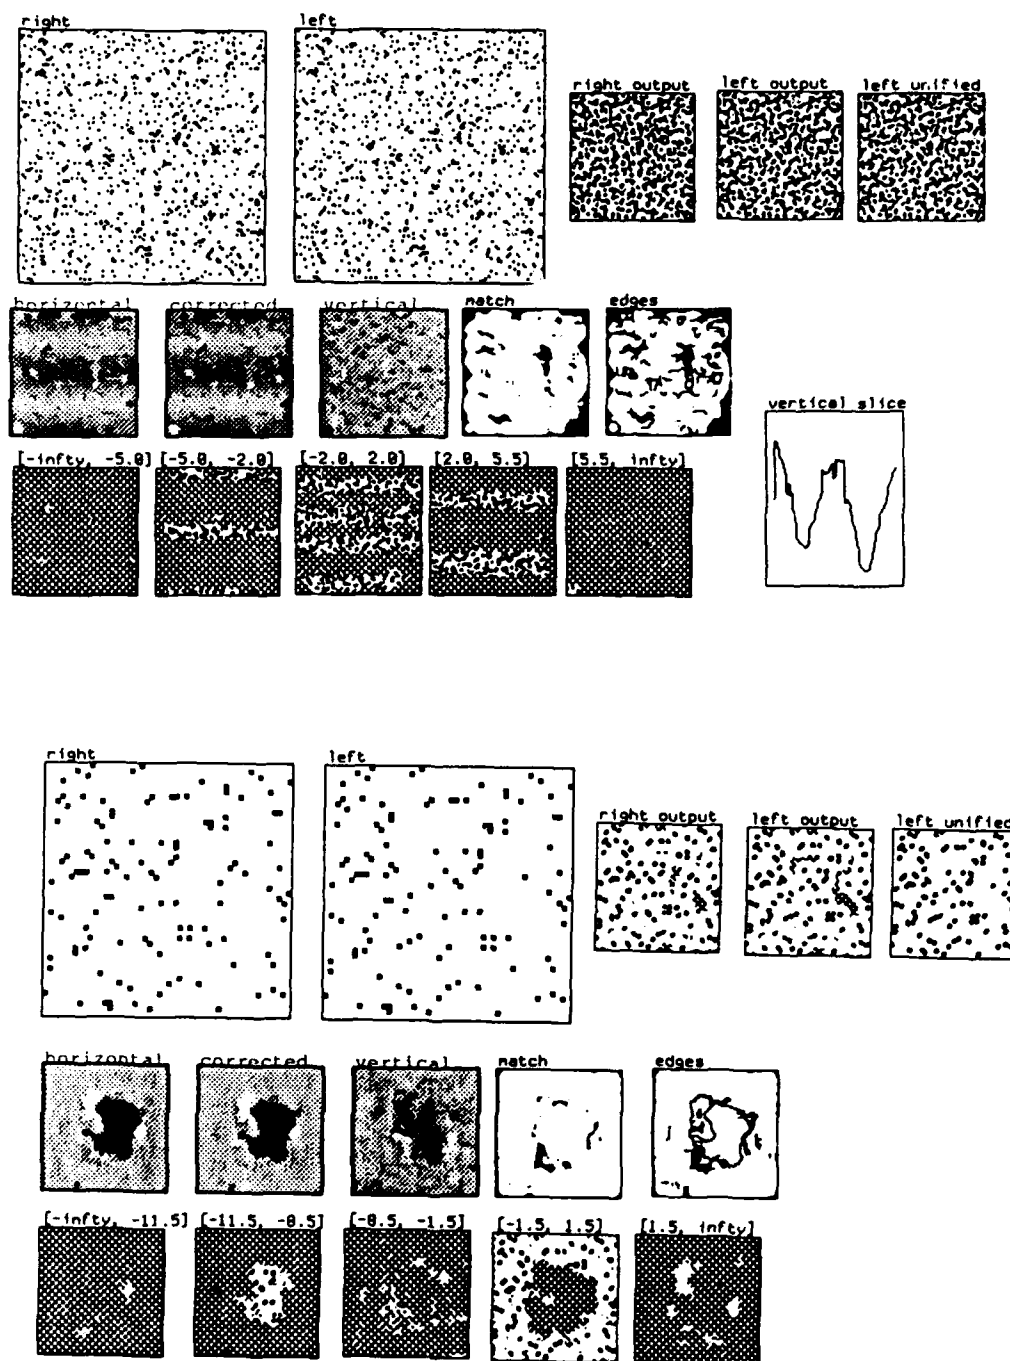 right left
right output left output left unified
horizontal corrected vertical match edges
vertical slice
[-infty, -5.0] [-5.0, -2.0] [-2.0, 2.0] [2.0, 5.5] [5.5, infty]
right left
right output left output left unified
horizontal corrected vertical match edges
[-infty, -11.5] [-11.5, -8.5] [-8.5, -1.5] [-1.5, 1.5] [1.5, infty]